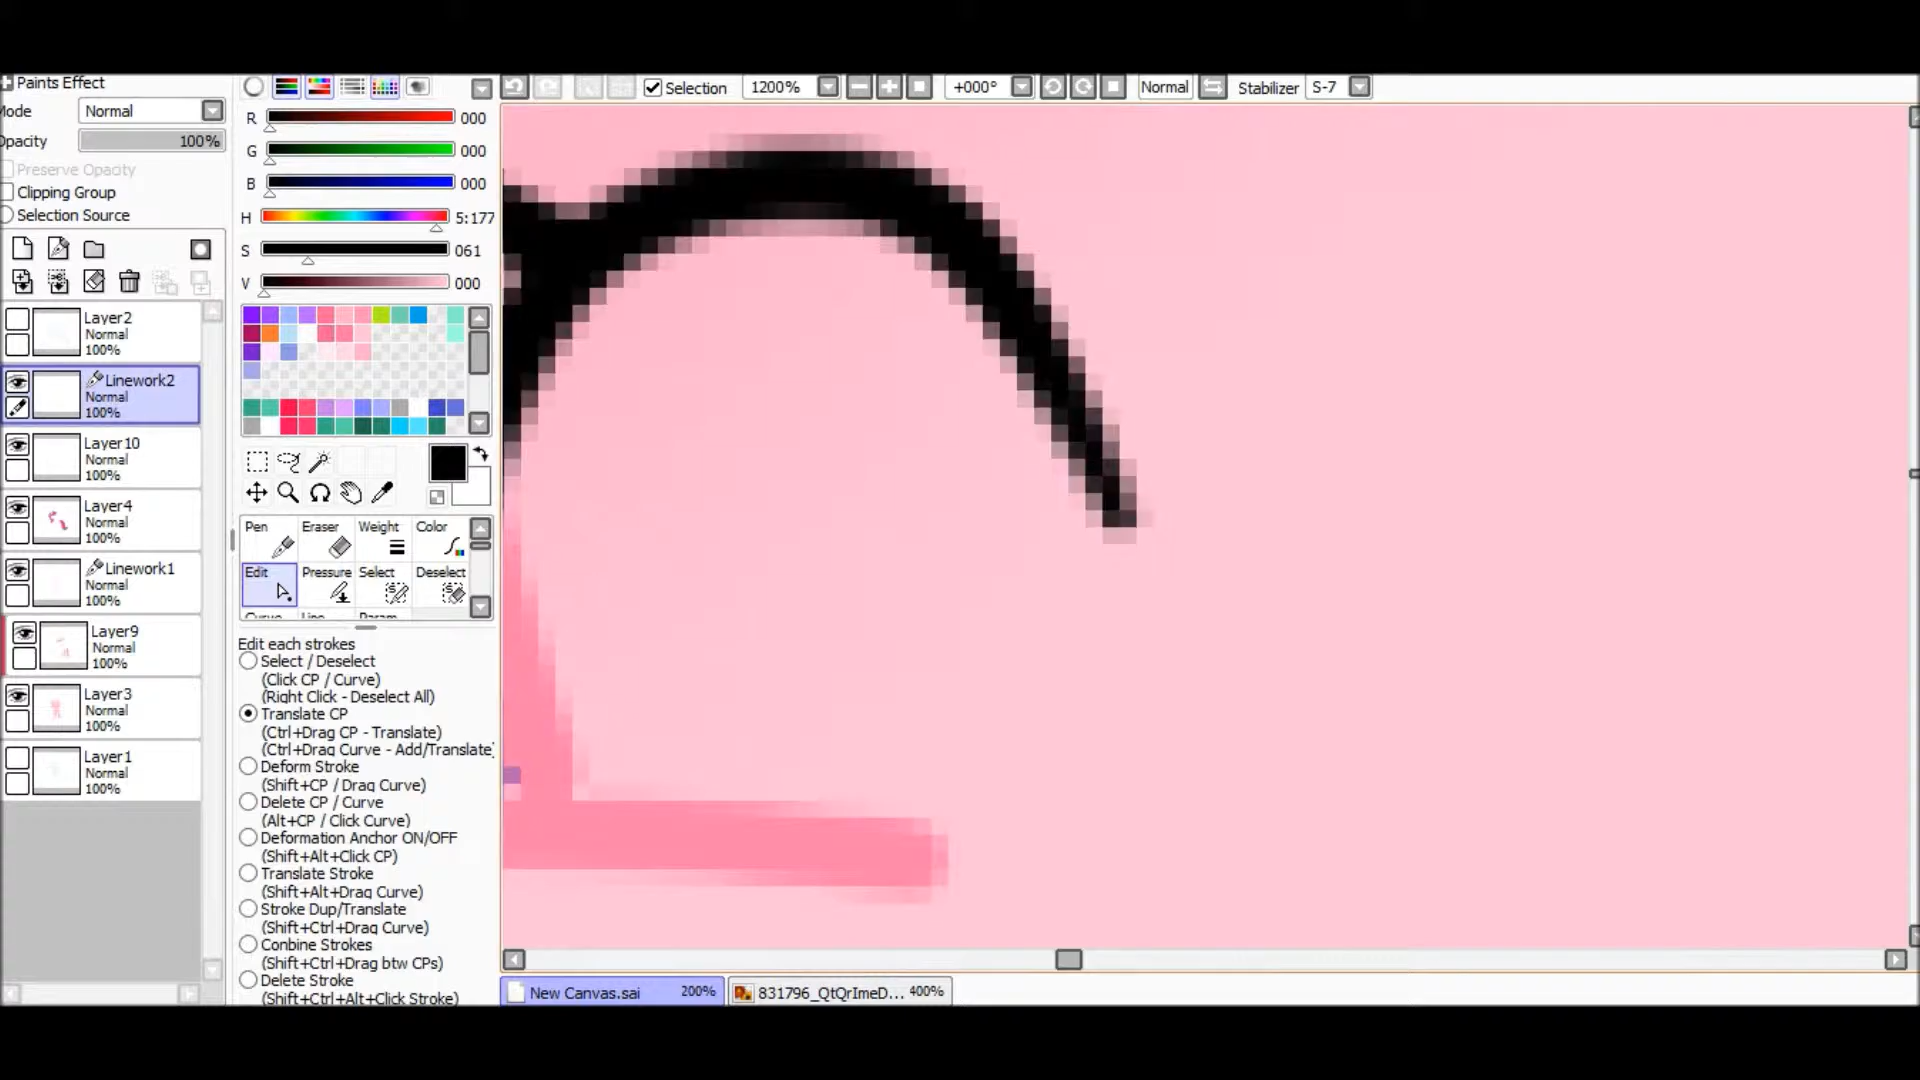 Paints Effect
Mode Normal
Opacity 100%
Preserve Opacity
Clipping Group
Selection Source
Layer2
Normal
100%
Linework2
Normal
100%
Layer10
Normal
100%
Layer4
Normal
100%
Linework1
Normal
100%
Layer9
Normal
100%
Layer3
Normal
100%
Layer1
Normal
100%
R 000
G 000
B 000
H 5:177
S 061
V 000
Pen Eraser Weight Color
Edit Pressure Select Deselect
Curve Line Param
Edit each strokes
Select / Deselect
(Click CP / Curve)
(Right Click - Deselect All)
Translate CP
(Ctrl+Drag CP - Translate)
(Ctrl+Drag Curve - Add/Translate)
Deform Stroke
(Shift+CP / Drag Curve)
Delete CP / Curve
(Alt+CP / Click Curve)
Deformation Anchor ON/OFF
(Shift+Alt+Click CP)
Translate Stroke
(Shift+Alt+Drag Curve)
Stroke Dup/Translate
(Shift+Ctrl+Drag Curve)
Conbine Strokes
(Shift+Ctrl+Drag btw CPs)
Delete Stroke
(Shift+Ctrl+Alt+Click Stroke)
Selection 1200% +000° Normal Stabilizer S-7
New Canvas.sai 200% 831796_QtQrImeD... 400%